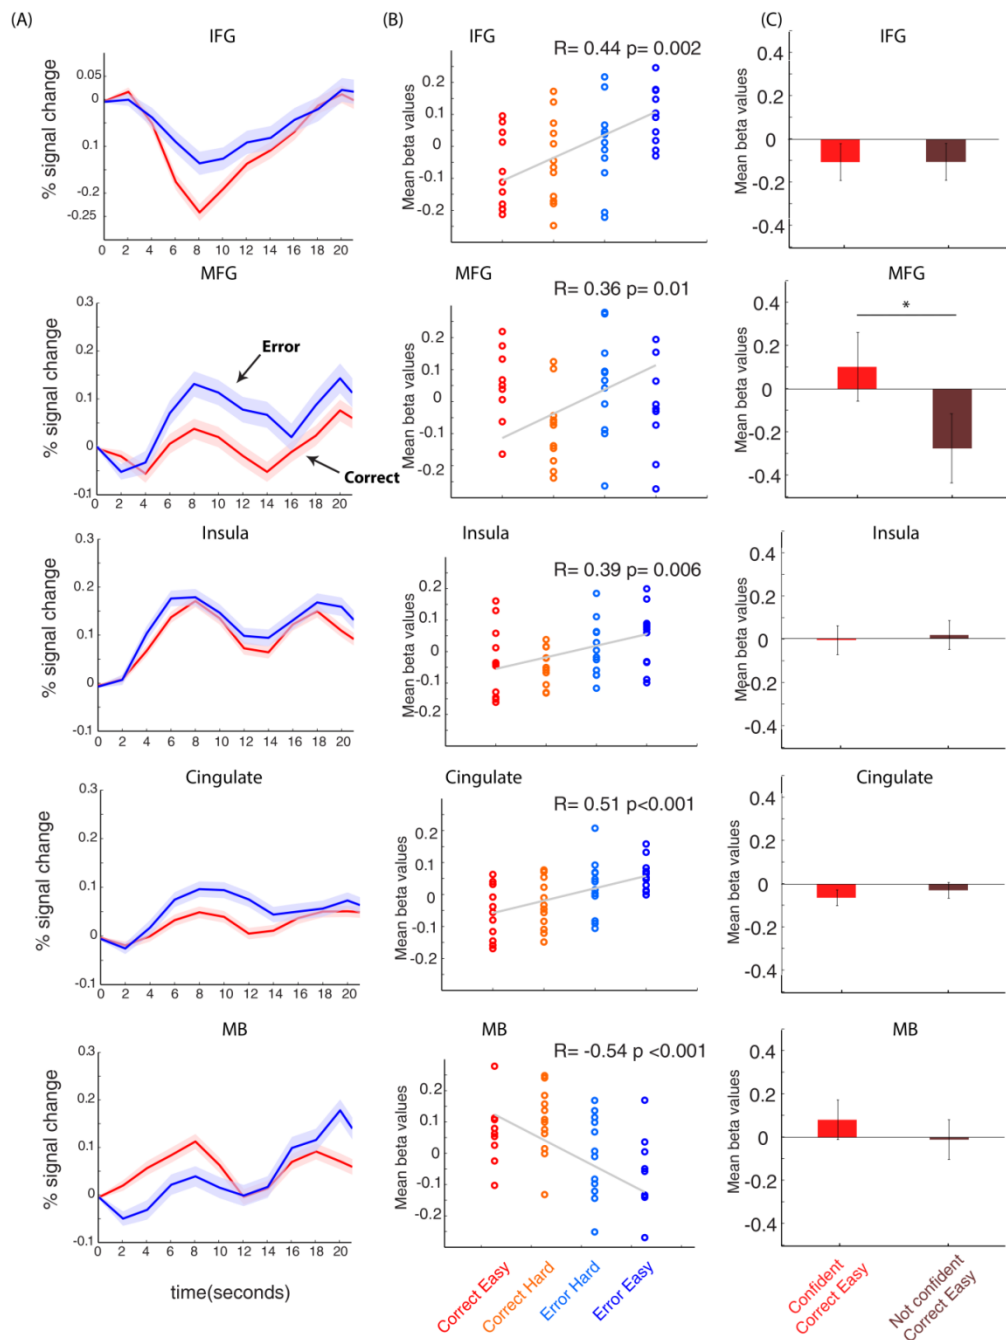 (A) (B) (C)
IFG IFG IFG
R= 0.44 p= 0.002
% signal change
0.05
0
0.1
-0.2
-0.25
0 2 4 6 8 10 12 14 16 18 20
Mean beta values
0.2
0.1
0
-0.1
-0.2
Mean beta values
0.4
0.2
0
-0.2
-0.4
MFG MFG MFG
R= 0.36 p= 0.01
% signal change
0.3
0.2
0.1
0
-0.1
Error
Correct
0 2 4 6 8 10 12 14 16 18 20
Mean beta values
0.2
0.1
0
-0.1
-0.2
Mean beta values
0.4
0.2
0
-0.2
-0.4
*
Insula Insula Insula
R= 0.39 p= 0.006
% signal change
0.3
0.2
0.1
0
-0.1
0 2 4 6 8 10 12 14 16 18 20
Mean beta values
0.2
0.1
0
-0.1
-0.2
Mean beta values
0.4
0.2
0
-0.2
-0.4
Cingulate Cingulate Cingulate
R= 0.51 p<0.001
% signal change
0.3
0.2
0.1
0
-0.1
0 2 4 6 8 10 12 14 16 18 20
Mean beta values
0.2
0.1
0
-0.1
-0.2
Mean beta values
0.4
0.2
0
-0.2
-0.4
MB MB MB
R= -0.54 p <0.001
% signal change
0.3
0.2
0.1
0
-0.1
0 2 4 6 8 10 12 14 16 18 20
time(seconds)
Mean beta values
0.2
0.1
0
-0.1
-0.2
Correct Easy
Correct Hard
Error Hard
Error Easy
Mean beta values
0.4
0.2
0
-0.2
-0.4
Confident
Correct Easy
Not confident
Correct Easy